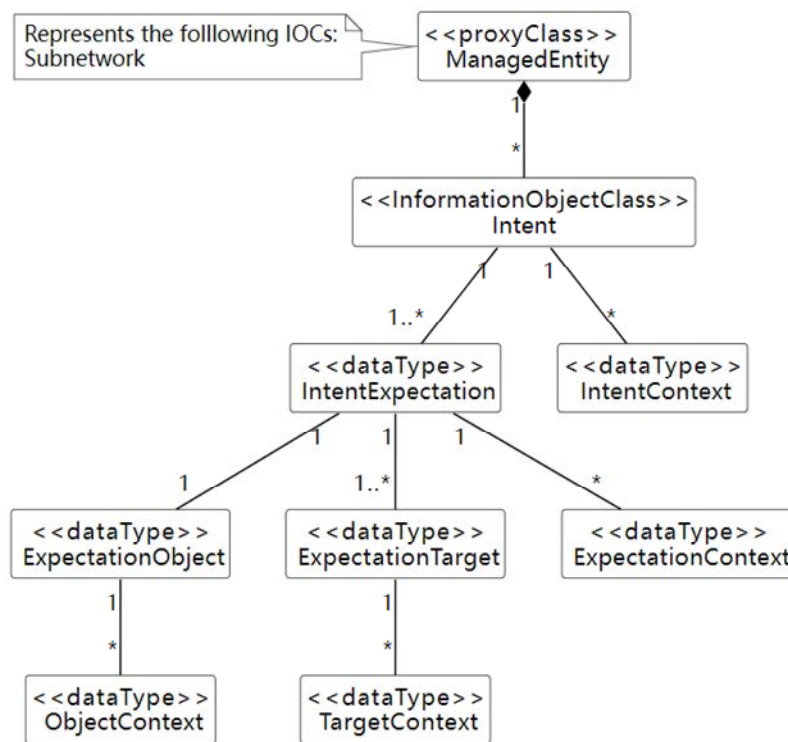 Represents the folllowing IOCs:
Subnetwork
<<proxyClass>>
ManagedEntity
1
*
<<InformationObjectClass>>
Intent
1
1
1..*
*
<<dataType>>
IntentExpectation
<<dataType>>
IntentContext
1
1
1
1
1..*
*
<<dataType>>
ExpectationObject
<<dataType>>
ExpectationTarget
<<dataType>>
ExpectationContext
1
1
*
*
<<dataType>>
ObjectContext
<<dataType>>
TargetContext